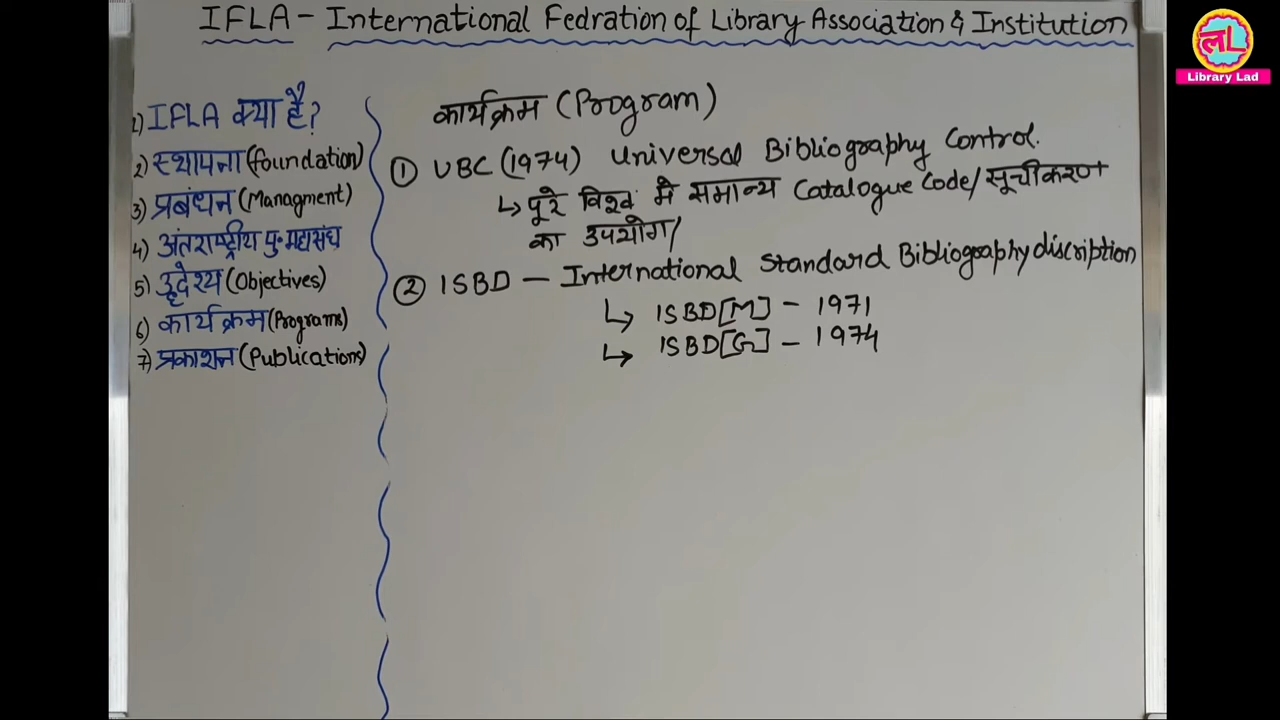 IFLA - International Fedration of Library Association & Institution
ला
Library Lad
1) IFLA क्या है?
2) स्थापना (foundation)
3) प्रबंधन (Managment)
4) अंतराष्ट्रीय पु॰ महासंघ
5) उद्देश्य (Objectives)
6) कार्यक्रम (Programs)
7) प्रकाशन (Publications)
कार्यक्रम (Program)
① UBC (1974) Universal Bibliography Control.
↳ पूरे विश्व में समान्य Catalogue Code/सूचीकरण
का उपयोग/
② ISBD — International Standard Bibliography discription
↳ ISBD[M] - 1971
↳ ISBD[G] - 1974